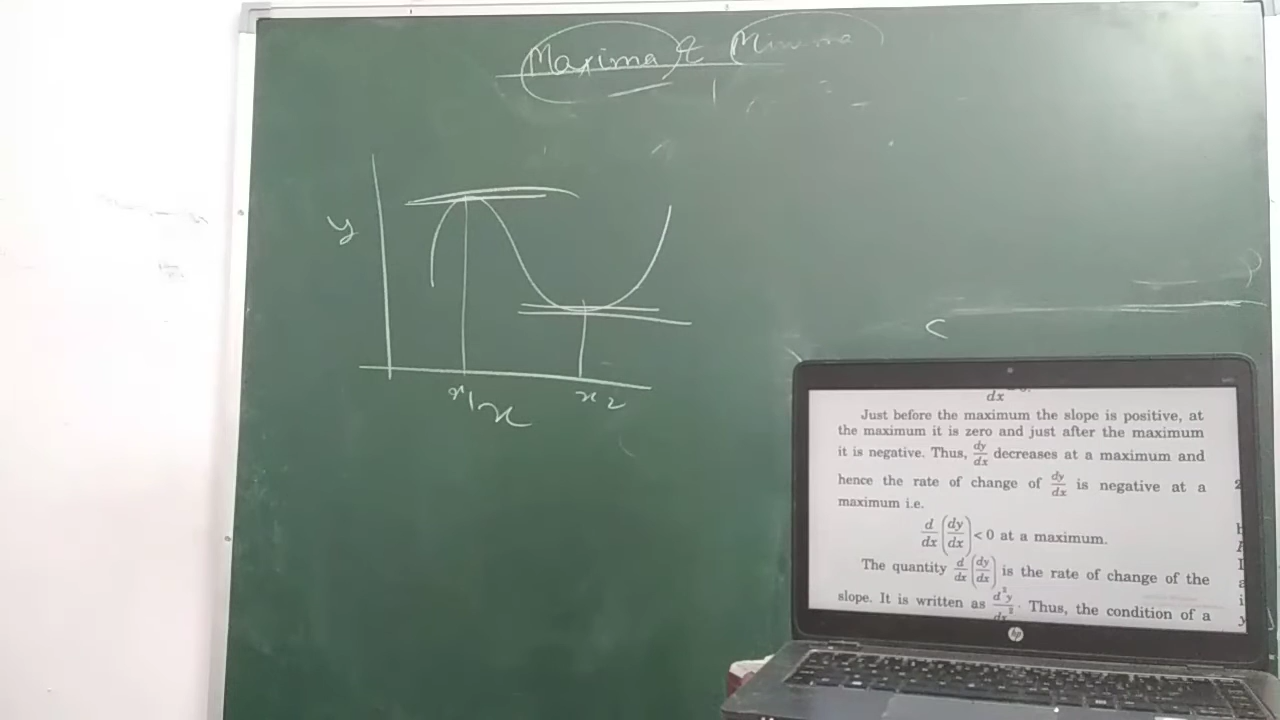 Maxima & Minima
y
x1
x2
x
c
dx
Just before the maximum the slope is positive, at
the maximum it is zero and just after the maximum
it is negative. Thus, dy/dx decreases at a maximum and
hence the rate of change of dy/dx is negative at a
maximum i.e.
d/dx (dy/dx) < 0 at a maximum.
The quantity d/dx (dy/dx) is the rate of change of the
slope. It is written as d²y/dx². Thus, the condition of a
hp